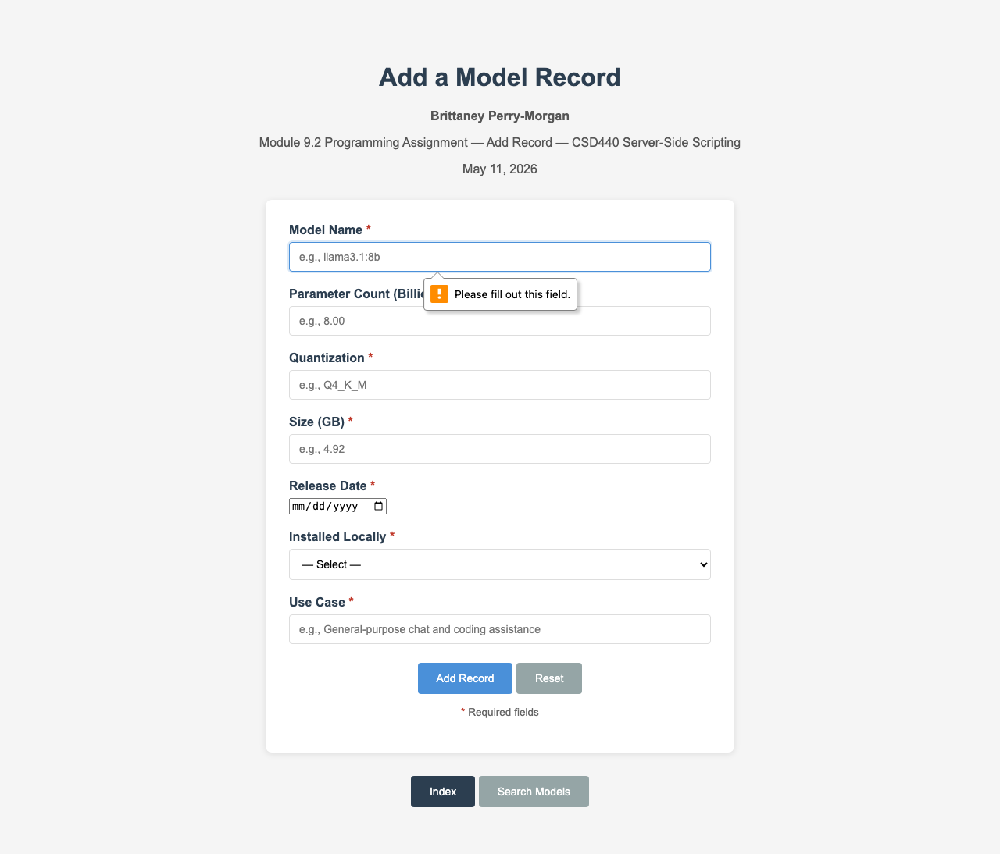 Add a Model Record
Brittaney Perry-Morgan
Module 9.2 Programming Assignment — Add Record — CSD440 Server-Side Scripting
May 11, 2026
Model Name *
e.g., llama3.1:8b
Please fill out this field.
Parameter Count
e.g., 8.00
Quantization *
e.g., Q4_K_M
Size (GB) *
e.g., 4.92
Release Date *
mm/dd/yyyy
Installed Locally *
— Select —
Use Case *
e.g., General-purpose chat and coding assistance
Add Record Reset
* Required fields
Index Search Models